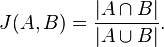 J(A, B) = |A ∩ B| / |A ∪ B|.